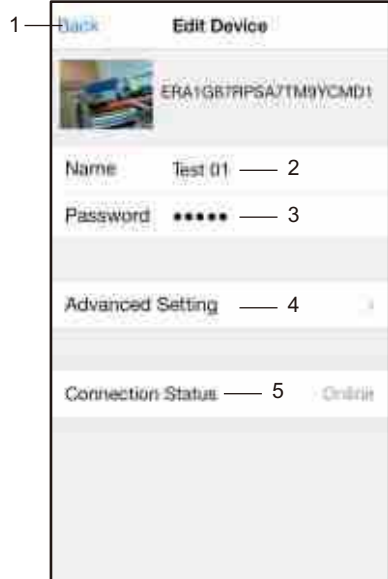 1 Back Edit Device
ERA1GB7RPSA7TM9YCMD1
Name Test 01 2
Password ●●●●● 3
Advanced Setting 4 ›
Connection Status 5 Online